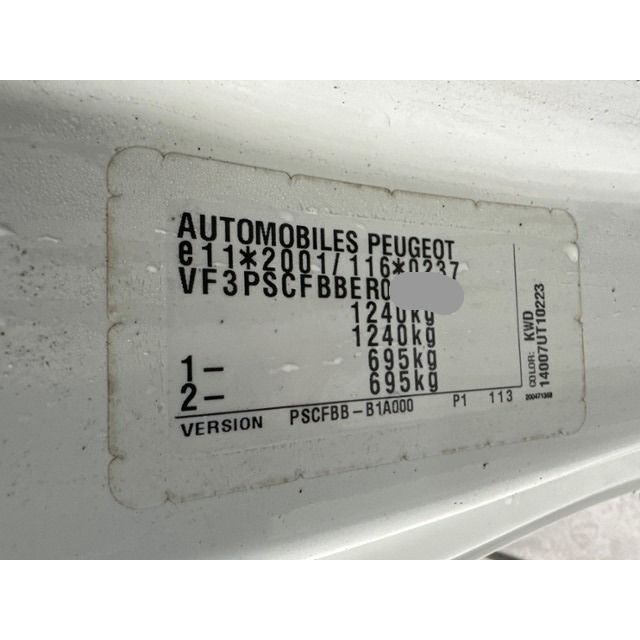 AUTOMOBILES PEUGEOT
e11*2001/116*0237
VF3PSCFBBER0
1240kg
1240kg
1- 695kg
2- 695kg
VERSION PSCFBB-B1A000 P1 113
COLOR: KWD
14007UT10223
200471368